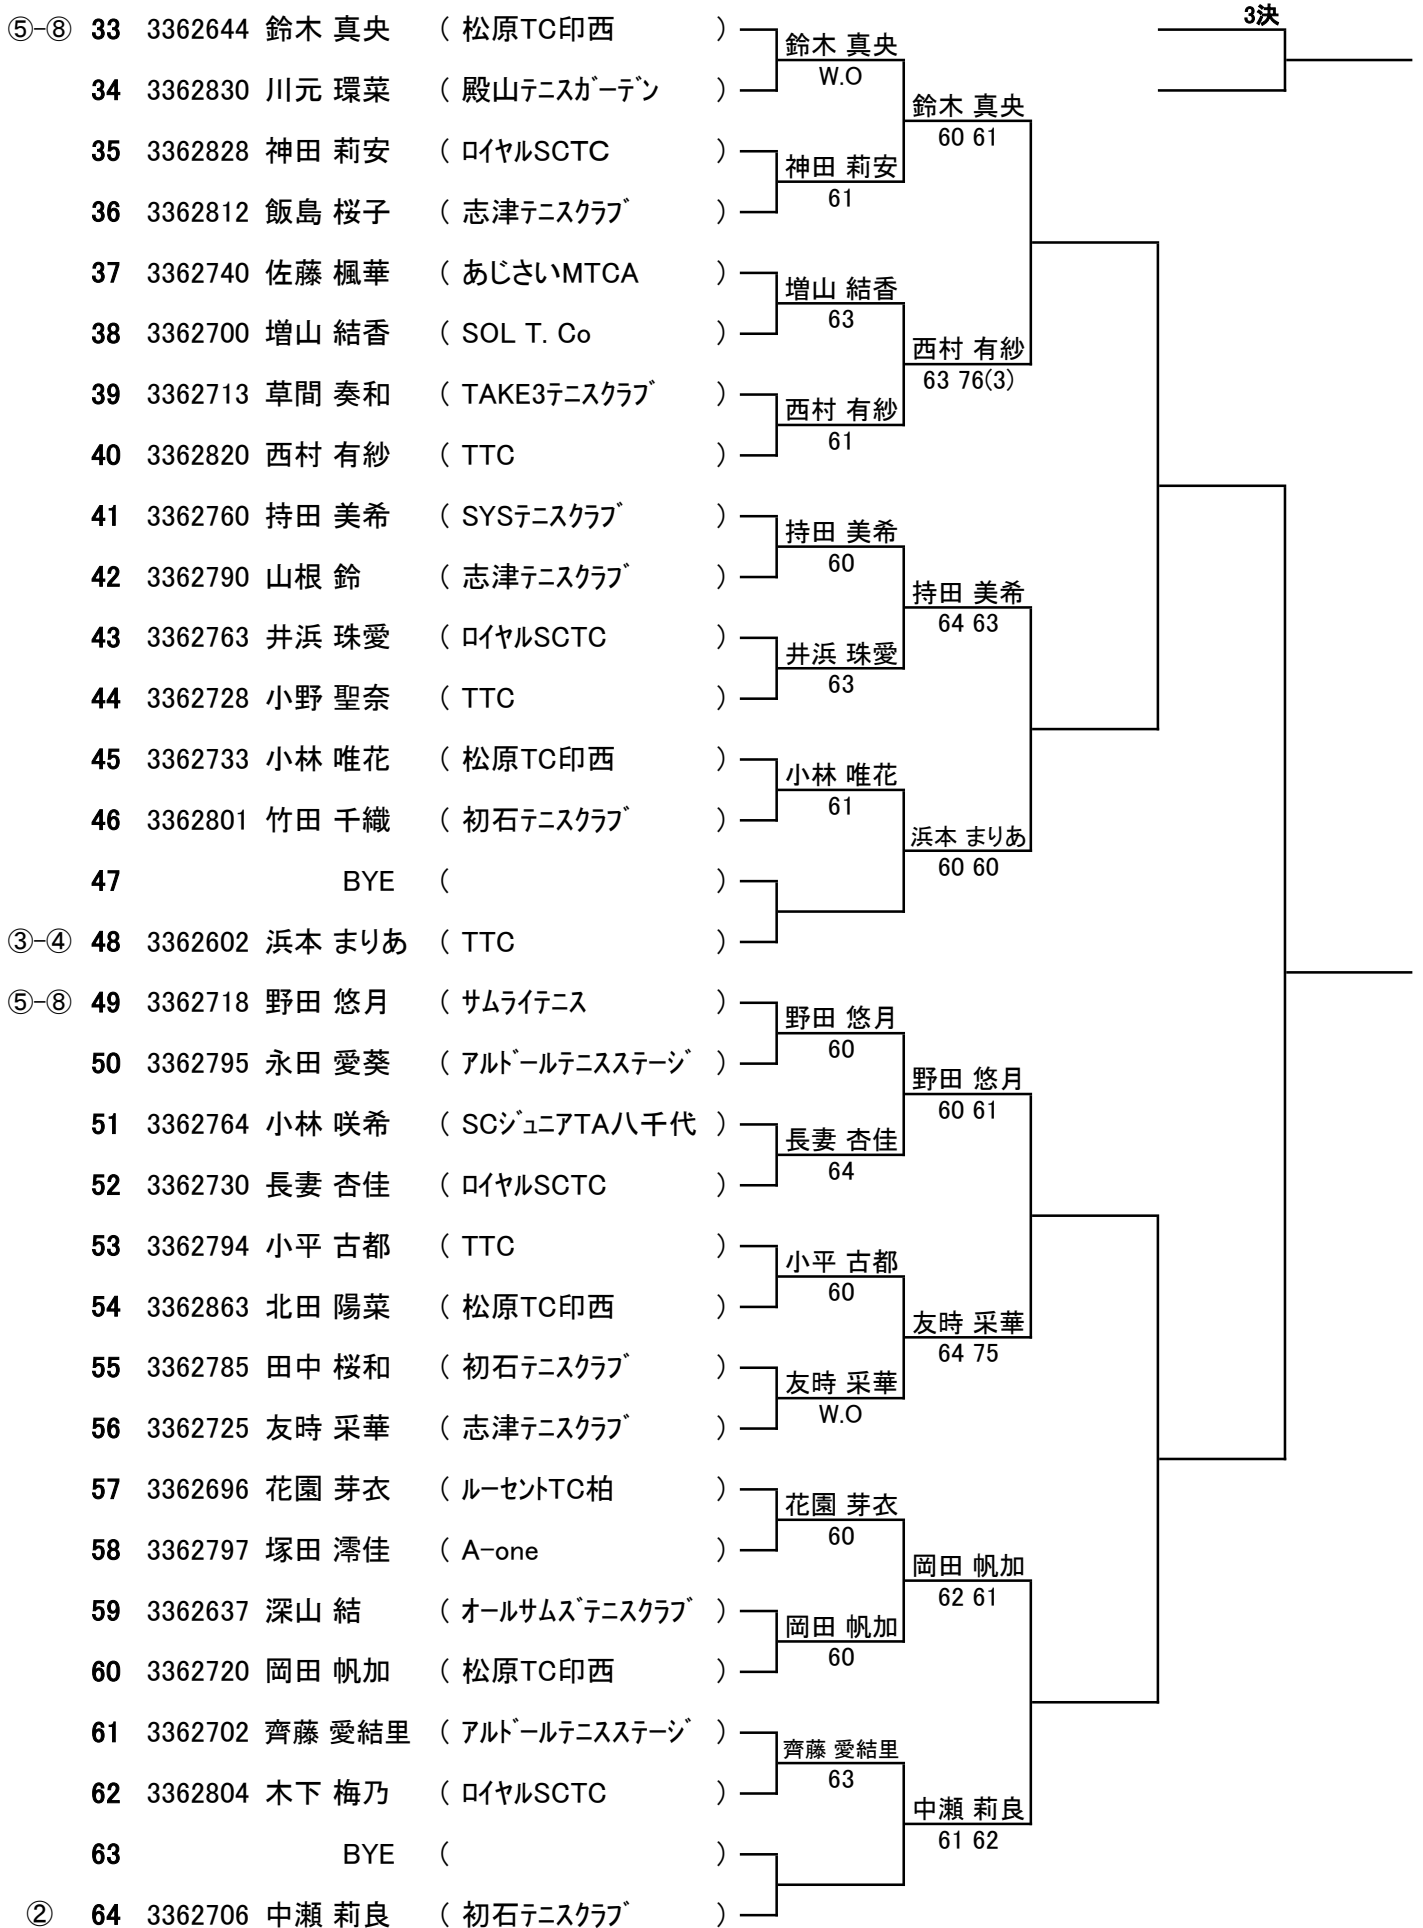 3決
⑤-⑧ 33 3362644 鈴木 真央 ( 松原TC印西 )
鈴木 真央
W.O
34 3362830 川元 環菜 ( 殿山ﾃﾆｽｶﾞｰﾃﾞﾝ )
鈴木 真央
60 61
35 3362828 神田 莉安 ( ﾛｲﾔﾙSCTC )
神田 莉安
61
36 3362812 飯島 桜子 ( 志津ﾃﾆｽｸﾗﾌﾞ )
37 3362740 佐藤 楓華 ( あじさいMTCA )
増山 結香
63
38 3362700 増山 結香 ( SOL T. Co )
西村 有紗
63 76(3)
39 3362713 草間 奏和 ( TAKE3ﾃﾆｽｸﾗﾌﾞ )
西村 有紗
61
40 3362820 西村 有紗 ( TTC )
41 3362760 持田 美希 ( SYSﾃﾆｽｸﾗﾌﾞ )
持田 美希
60
42 3362790 山根 鈴 ( 志津ﾃﾆｽｸﾗﾌﾞ )
持田 美希
64 63
43 3362763 井浜 珠愛 ( ﾛｲﾔﾙSCTC )
井浜 珠愛
63
44 3362728 小野 聖奈 ( TTC )
45 3362733 小林 唯花 ( 松原TC印西 )
小林 唯花
61
46 3362801 竹田 千織 ( 初石ﾃﾆｽｸﾗﾌﾞ )
浜本 まりあ
60 60
47 BYE ( )
③-④ 48 3362602 浜本 まりあ ( TTC )
⑤-⑧ 49 3362718 野田 悠月 ( ｻﾑﾗｲﾃﾆｽ )
野田 悠月
60
50 3362795 永田 愛葵 ( ｱﾙﾄﾞｰﾙﾃﾆｽｽﾃｰｼﾞ )
野田 悠月
60 61
51 3362764 小林 咲希 ( SCｼﾞｭﾆｱTA八千代 )
長妻 杏佳
64
52 3362730 長妻 杏佳 ( ﾛｲﾔﾙSCTC )
53 3362794 小平 古都 ( TTC )
小平 古都
60
54 3362863 北田 陽菜 ( 松原TC印西 )
友時 采華
64 75
55 3362785 田中 桜和 ( 初石ﾃﾆｽｸﾗﾌﾞ )
友時 采華
W.O
56 3362725 友時 采華 ( 志津ﾃﾆｽｸﾗﾌﾞ )
57 3362696 花園 芽衣 ( ﾙｰｾﾝﾄTC柏 )
花園 芽衣
60
58 3362797 塚田 澪佳 ( A-one )
岡田 帆加
62 61
59 3362637 深山 結 ( ｵｰﾙｻﾑｽﾞﾃﾆｽｸﾗﾌﾞ )
岡田 帆加
60
60 3362720 岡田 帆加 ( 松原TC印西 )
61 3362702 齊藤 愛結里 ( ｱﾙﾄﾞｰﾙﾃﾆｽｽﾃｰｼﾞ )
齊藤 愛結里
63
62 3362804 木下 梅乃 ( ﾛｲﾔﾙSCTC )
中瀬 莉良
61 62
63 BYE ( )
② 64 3362706 中瀬 莉良 ( 初石ﾃﾆｽｸﾗﾌﾞ )